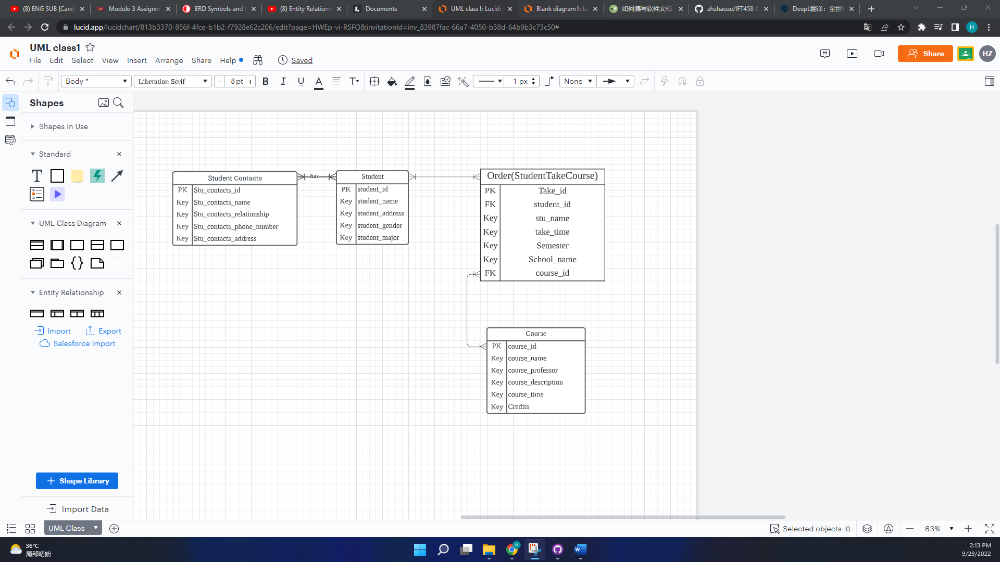 (8) ENG SUB [Candl
Module 3 Assignm
ERD Symbols and
(8) Entity Relations
Documents
UML class1: Lucidc
Blank diagram1: Lu
如何编写软件文档:
zhzhaoze/IFT458-
DeepL翻译：全世
lucid.app/lucidchart/813b3370-856f-4fce-b1b2-f7928e62c206/edit?page=HWEp-vi-RSFO&invitationId=inv_83987fac-66a7-4050-b38d-64b9b3c73c50#
H
UML class1
File Edit Select View Insert Arrange Share Help
Saved
Share
HZ
Body *
Liberation Serif
− 8 pt +
B I U A
T
1 px
None
Shapes
Shapes In Use
Standard
T
UML Class Diagram
Entity Relationship
Import
Export
Salesforce Import
+ Shape Library
Import Data
Student Contacts
PK Stu_contacts_id
Key Stu_contacts_name
Key Stu_contacts_relationship
Key Stu_contacts_phone_number
Key Stu_contacts_address
has
Student
PK student_id
Key student_name
Key student_address
Key student_gender
Key student_major
Order(StudentTakeCourse)
PK Take_id
FK student_id
Key stu_name
Key take_time
Key Semester
Key School_name
FK course_id
Course
PK course_id
Key course_name
Key course_professor
Key course_description
Key course_time
Key Credits
UML Class
Selected objects 0
63%
36°C
局部晴朗
2:13 PM
9/29/2022